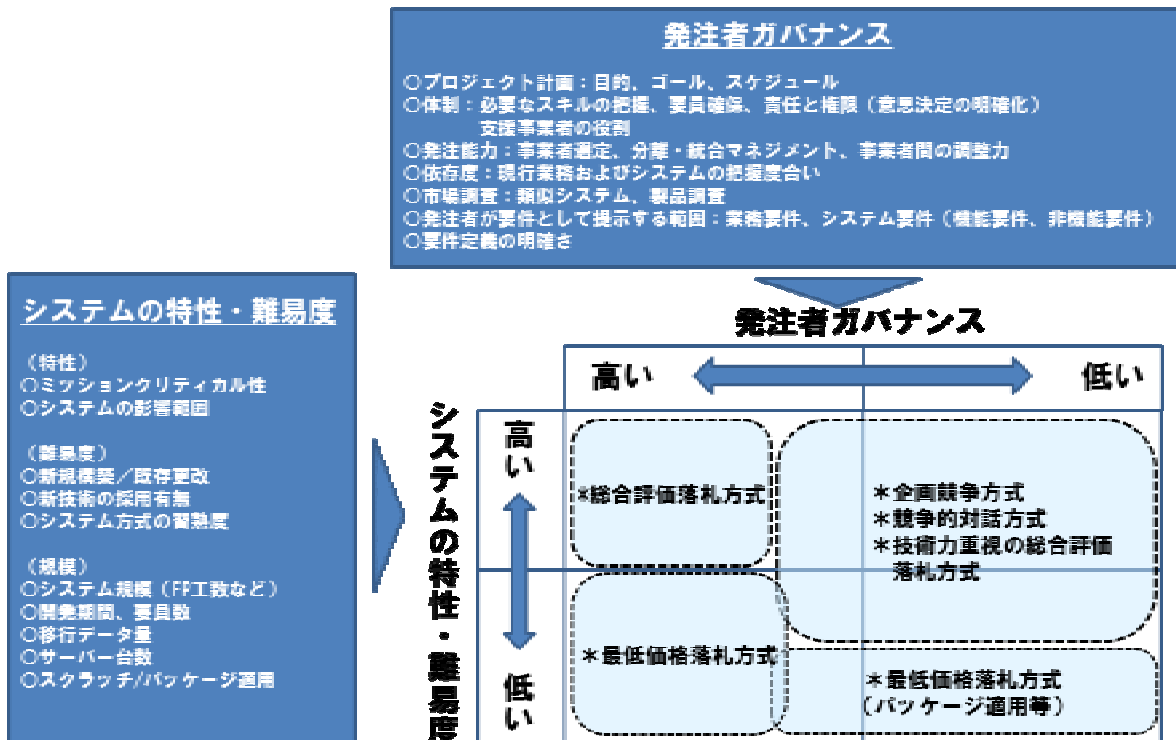 発注者ガバナンス
○プロジェクト計画：目的、ゴール、スケジュール
○体制：必要なスキルの把握、要員確保、責任と権限（意思決定の明確化）
支援事業者の役割
○発注能力：事業者選定、分離・統合マネジメント、事業者間の調整力
○依存度：現行業務およびシステムの把握度合い
○市場調査：類似システム、製品調査
○発注者が要件として提示する範囲：業務要件、システム要件（機能要件、非機能要件）
○要件定義の明確さ
システムの特性・難易度
（特性）
○ミッションクリティカル性
○システムの影響範囲
（難易度）
○新規構築／既存更改
○新技術の採用有無
○システム方式の習熟度
（規模）
○システム規模（FP工数など）
○開発期間、要員数
○移行データ量
○サーバー台数
○スクラッチ/パッケージ適用
発注者ガバナンス
高い
低い
システムの特性・難易度
高い
低い
＊総合評価落札方式
＊企画競争方式
＊競争的対話方式
＊技術力重視の総合評価
落札方式
＊最低価格落札方式
＊最低価格落札方式
（パッケージ適用等）